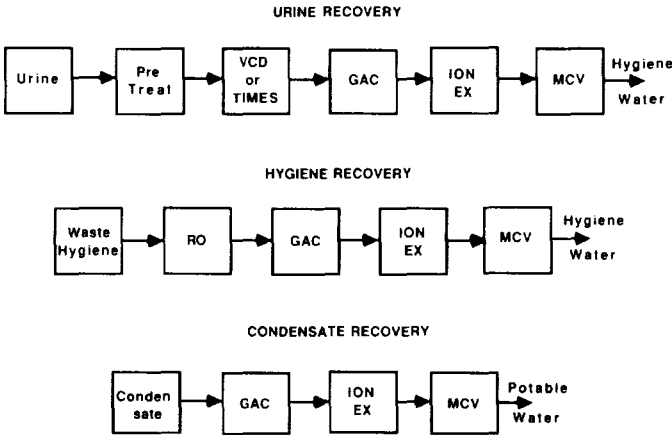 URINE RECOVERY
Urine
Pre
Treat
VCD
or
TIMES
GAC
ION
EX
MCV
Hygiene
Water
HYGIENE RECOVERY
Waste
Hygiene
RO
GAC
ION
EX
MCV
Hygiene
Water
CONDENSATE RECOVERY
Conden
sate
GAC
ION
EX
MCV
Potable
Water